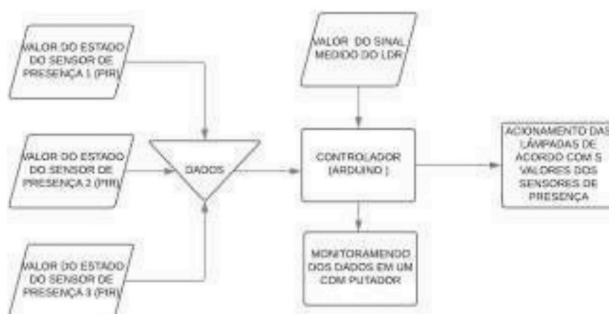 VALOR DO ESTADO
DO SENSOR DE
PRESENÇA 1 (PIR)
VALOR DO SINAL
MEDIDO DO LDR
VALOR DO ESTADO
DO SENSOR DE
PRESENÇA 2 (PIR)
DADOS
CONTROLADOR
(ARDUINO )
ACIONAMENTO DAS
LÂMPADAS DE
ACORDO COM S
VALORES DOS
SENSORES DE
PRESENÇA
VALOR DO ESTADO
DO SENSOR DE
PRESENÇA 3 (PIR)
MONITORAMENDO
DOS DADOS EM UM
COM PUTADOR